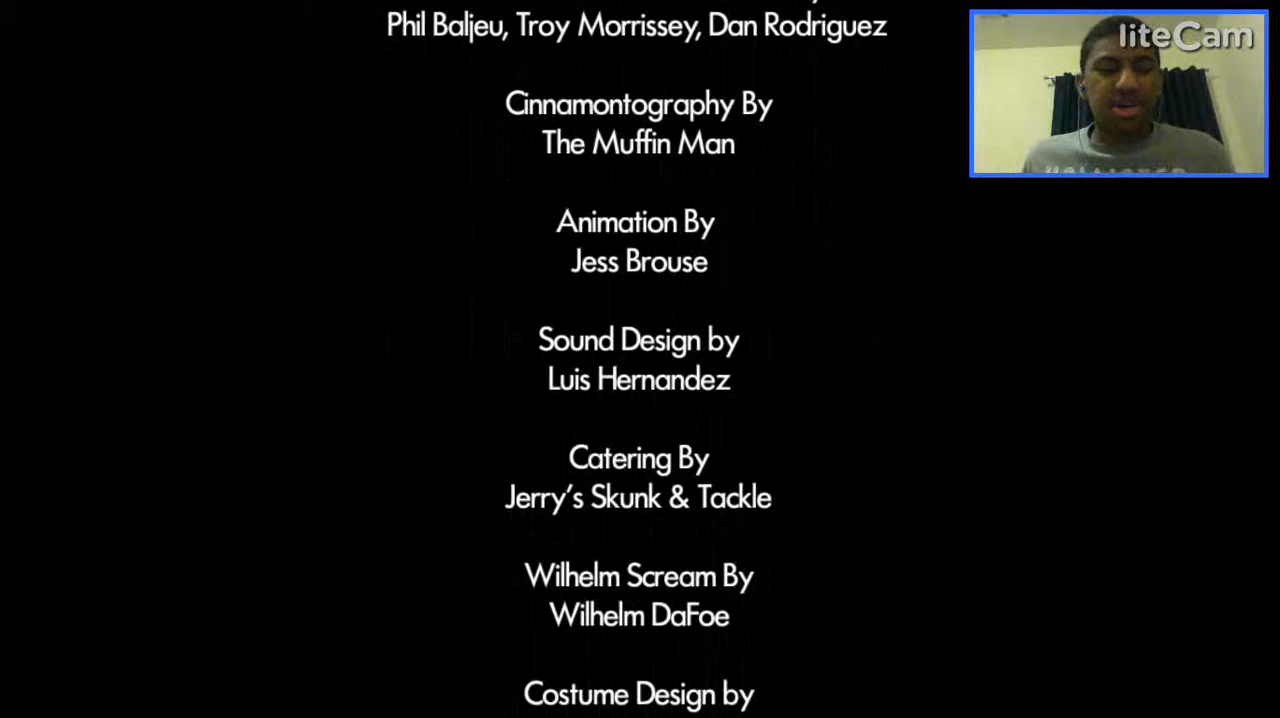 Phil Baljeu, Troy Morrissey, Dan Rodriguez
liteCam
Cinnamontography By
The Muffin Man
Animation By
Jess Brouse
Sound Design by
Luis Hernandez
Catering By
Jerry's Skunk & Tackle
Wilhelm Scream By
Wilhelm DaFoe
Costume Design by